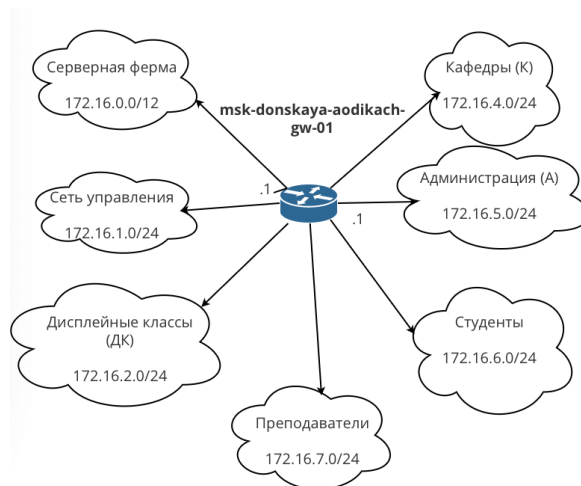 Серверная ферма
172.16.0.0/12
msk-donskaya-aodikach-
gw-01
Кафедры (К)
172.16.4.0/24
Сеть управления
172.16.1.0/24
.1
Администрация (А)
172.16.5.0/24
.1
Дисплейные классы
(ДК)
172.16.2.0/24
Студенты
172.16.6.0/24
Преподаватели
172.16.7.0/24